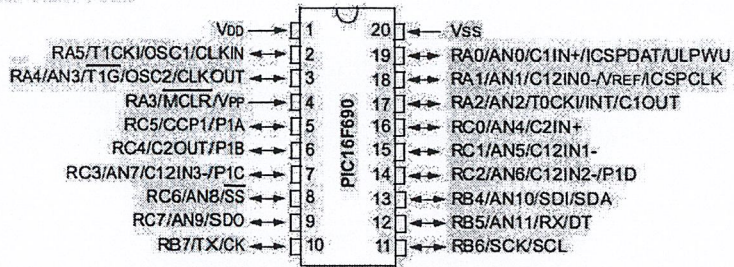 VDD 1 20 VSS
RA5/T1CKI/OSC1/CLKIN 2 19 RA0/AN0/C1IN+/ICSPDAT/ULPWU
RA4/AN3/T1G/OSC2/CLKOUT 3 18 RA1/AN1/C12IN0-/VREF/ICSPCLK
RA3/MCLR/VPP 4 17 RA2/AN2/T0CKI/INT/C1OUT
RC5/CCP1/P1A 5 16 RC0/AN4/C2IN+
RC4/C2OUT/P1B 6 15 RC1/AN5/C12IN1-
RC3/AN7/C12IN3-/P1C 7 14 RC2/AN6/C12IN2-/P1D
RC6/AN8/SS 8 13 RB4/AN10/SDI/SDA
RC7/AN9/SDO 9 12 RB5/AN11/RX/DT
RB7/TX/CK 10 11 RB6/SCK/SCL
PIC16F690